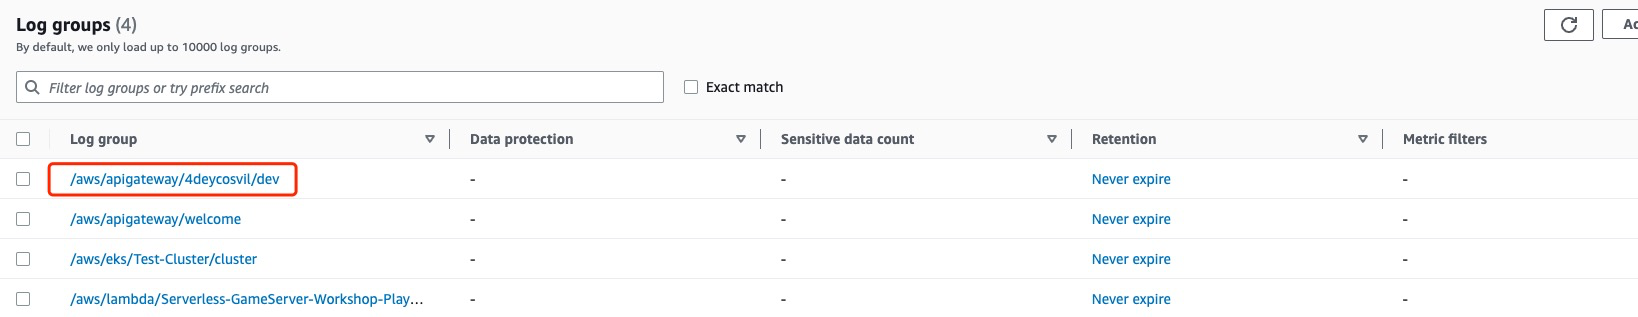 Log groups (4)
By default, we only load up to 10000 log groups.
Filter log groups or try prefix search
Exact match
Log group Data protection Sensitive data count Retention Metric filters
/aws/apigateway/4deycosvil/dev - - Never expire -
/aws/apigateway/welcome - - Never expire -
/aws/eks/Test-Cluster/cluster - - Never expire -
/aws/lambda/Serverless-GameServer-Workshop-Play... - - Never expire -